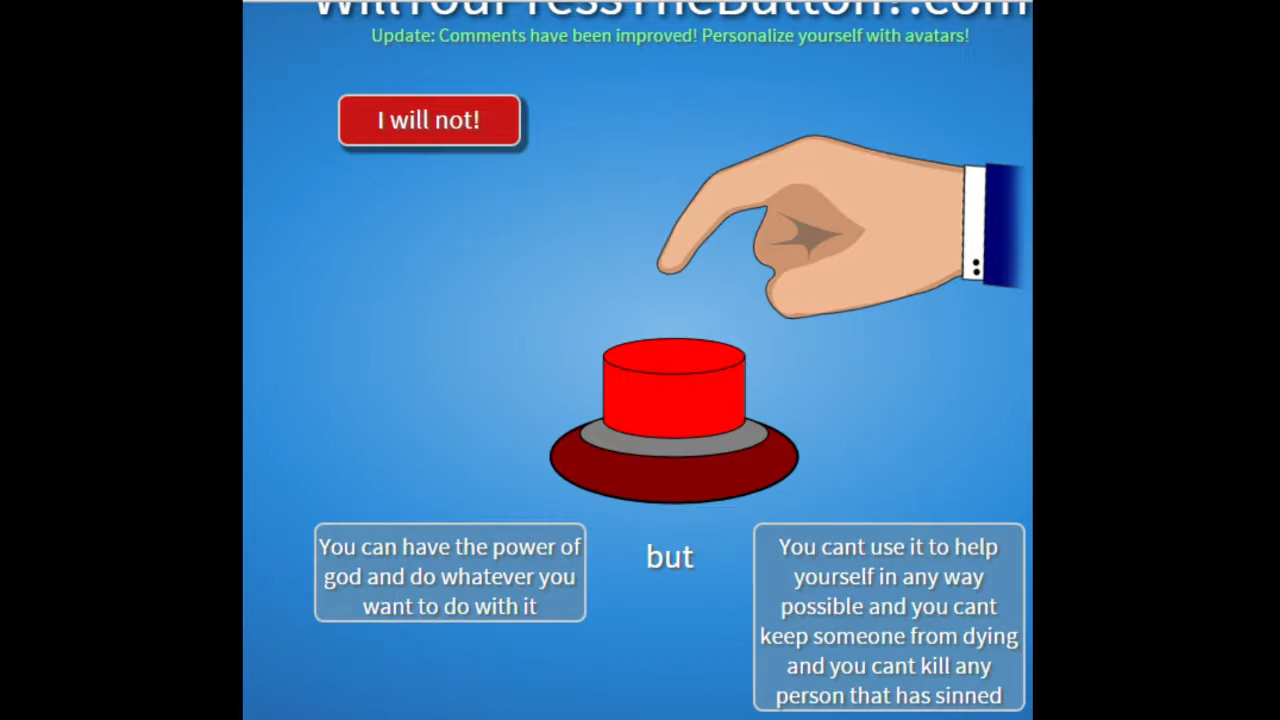 WillYouPressTheButton?.com
Update: Comments have been improved! Personalize yourself with avatars!
I will not!
You can have the power of
god and do whatever you
want to do with it
but
You cant use it to help
yourself in any way
possible and you cant
keep someone from dying
and you cant kill any
person that has sinned